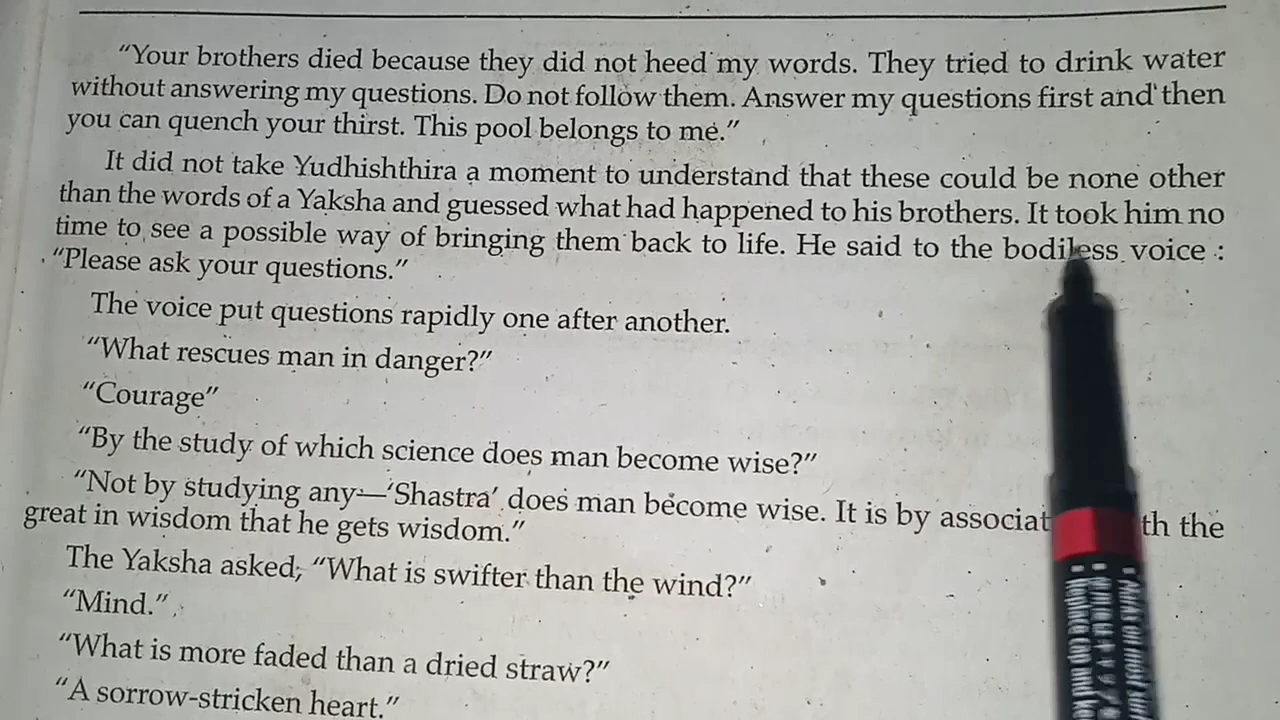 “Your brothers died because they did not heed my words. They tried to drink water
without answering my questions. Do not follow them. Answer my questions first and then
you can quench your thirst. This pool belongs to me.”
It did not take Yudhishthira a moment to understand that these could be none other
than the words of a Yaksha and guessed what had happened to his brothers. It took him no
time to see a possible way of bringing them back to life. He said to the bodiless voice :
“Please ask your questions.”
The voice put questions rapidly one after another.
“What rescues man in danger?”
“Courage”
“By the study of which science does man become wise?”
“Not by studying any—‘Shastra’ does man become wise. It is by associat th the
great in wisdom that he gets wisdom.”
The Yaksha asked, “What is swifter than the wind?”
“Mind.”
“What is more faded than a dried straw?”
“A sorrow-stricken heart.”